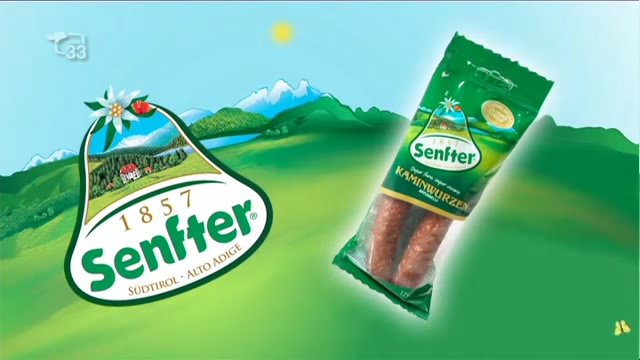 33
1857
Senfter®
SÜDTIROL · ALTO ADIGE
1857
Senfter
KAMINWURZEN